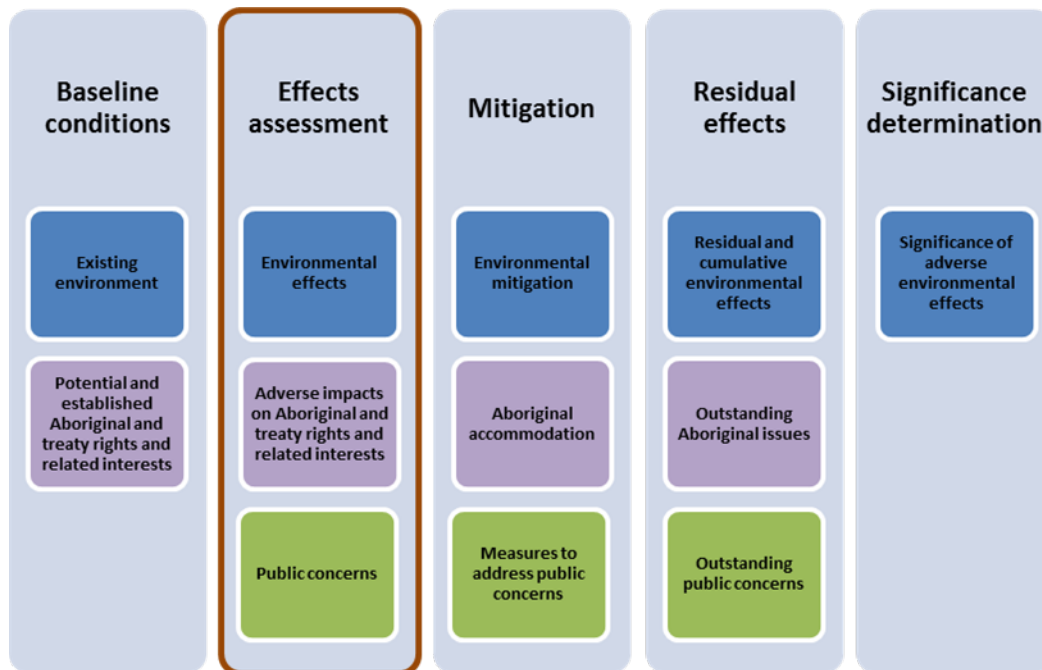 Baseline
conditions
Existing
environment
Potential and
established
Aboriginal and
treaty rights and
related interests
Effects
assessment
Environmental
effects
Adverse impacts
on Aboriginal and
treaty rights and
related interests
Public concerns
Mitigation
Environmental
mitigation
Aboriginal
accommodation
Measures to
address public
concerns
Residual
effects
Residual and
cumulative
environmental
effects
Outstanding
Aboriginal issues
Outstanding
public concerns
Significance
determination
Significance of
adverse
environmental
effects